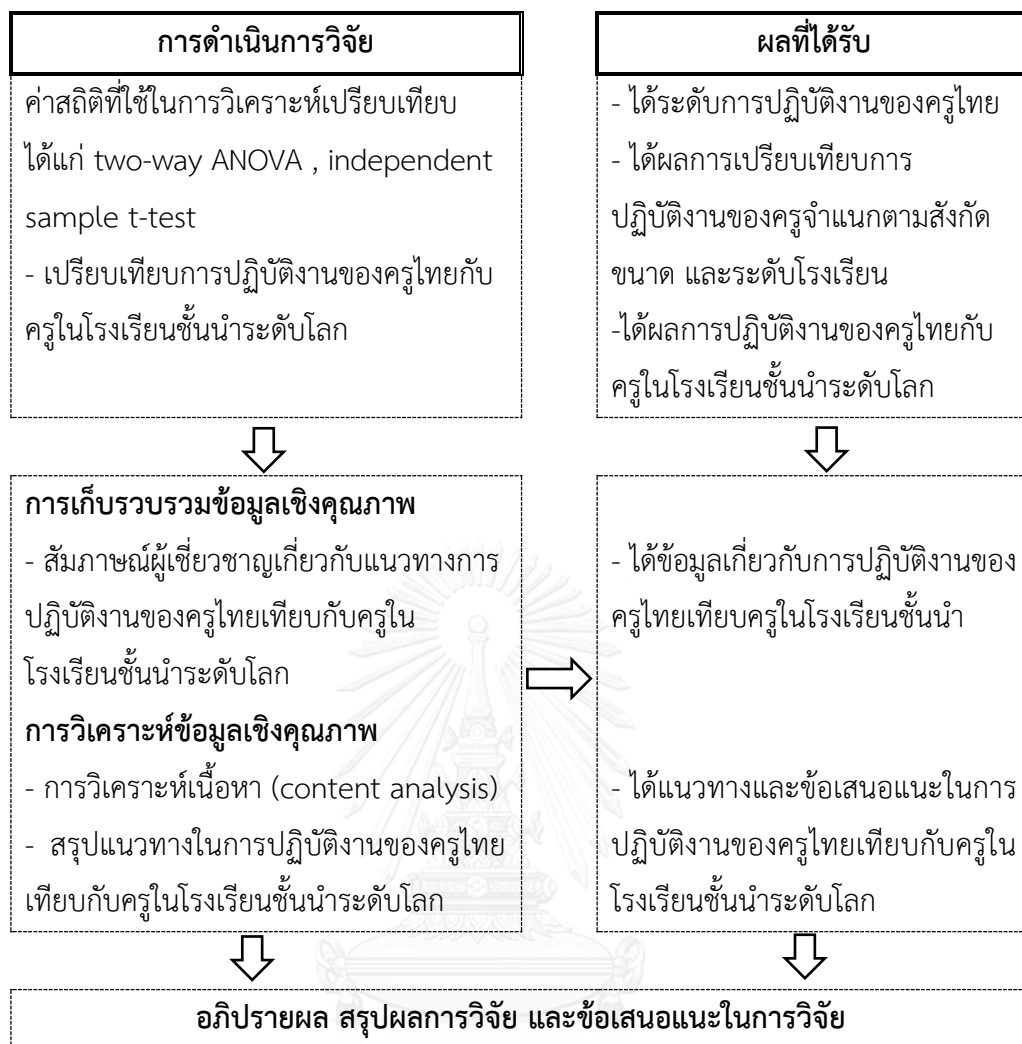 การดำเนินการวิจัย
ค่าสถิติที่ใช้ในการวิเคราะห์เปรียบเทียบ
ได้แก่ two-way ANOVA , independent
sample t-test
- เปรียบเทียบการปฏิบัติงานของครูไทยกับ
ครูในโรงเรียนชั้นนำระดับโลก
ผลที่ได้รับ
- ได้ระดับการปฏิบัติงานของครูไทย
- ได้ผลการเปรียบเทียบการ
ปฏิบัติงานของครูจำแนกตามสังกัด
ขนาด และระดับโรงเรียน
-ได้ผลการปฏิบัติงานของครูไทยกับ
ครูในโรงเรียนชั้นนำระดับโลก
การเก็บรวบรวมข้อมูลเชิงคุณภาพ
- สัมภาษณ์ผู้เชี่ยวชาญเกี่ยวกับแนวทางการ
ปฏิบัติงานของครูไทยเทียบกับครูใน
โรงเรียนชั้นนำระดับโลก
การวิเคราะห์ข้อมูลเชิงคุณภาพ
- การวิเคราะห์เนื้อหา (content analysis)
- สรุปแนวทางในการปฏิบัติงานของครูไทย
เทียบกับครูในโรงเรียนชั้นนำระดับโลก
- ได้ข้อมูลเกี่ยวกับการปฏิบัติงานของ
ครูไทยเทียบครูในโรงเรียนชั้นนำ
- ได้แนวทางและข้อเสนอแนะในการ
ปฏิบัติงานของครูไทยเทียบกับครูใน
โรงเรียนชั้นนำระดับโลก
อภิปรายผล สรุปผลการวิจัย และข้อเสนอแนะในการวิจัย